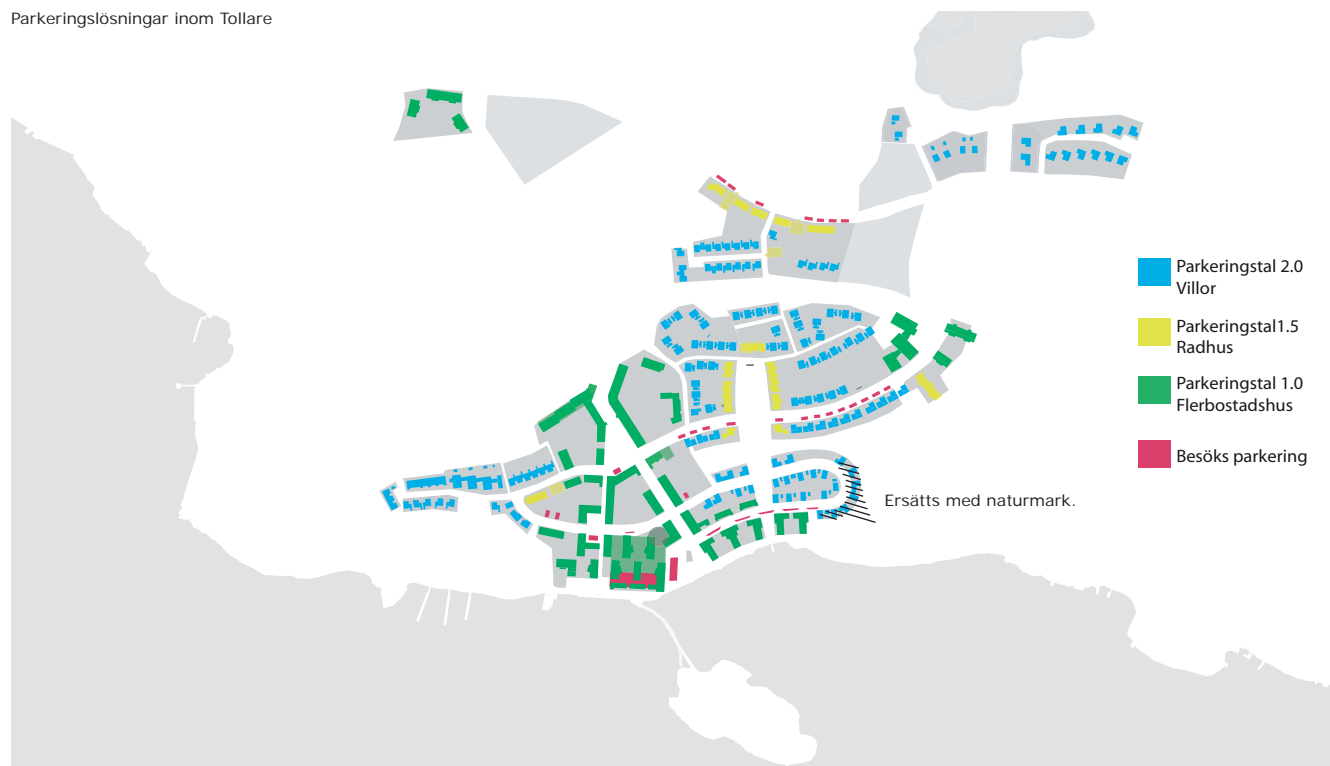 Parkeringslösningar inom Tollare
Parkeringstal 2.0
Villor
Parkeringstal1.5
Radhus
Parkeringstal 1.0
Flerbostadshus
Besöks parkering
Ersätts med naturmark.